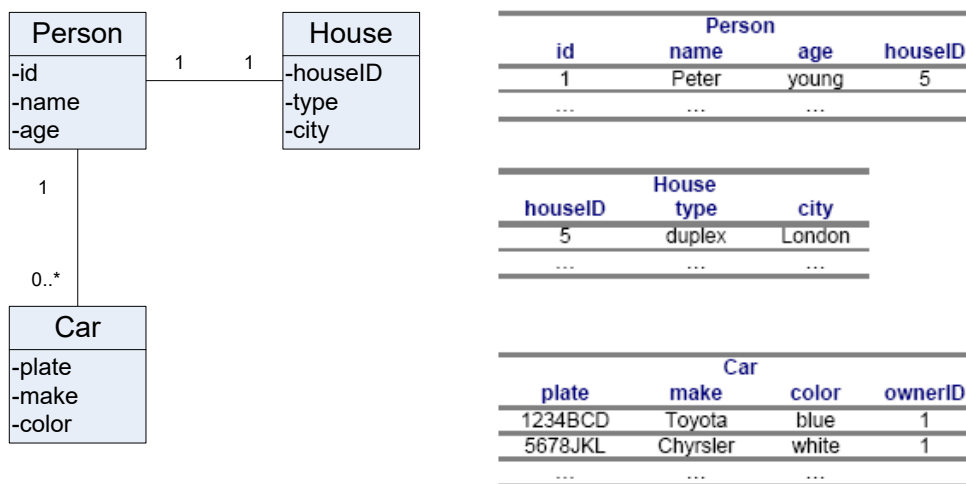 Person
-id
-name
-age
1 1
House
-houseID
-type
-city
1
0..*
Car
-plate
-make
-color
Person
id name age houseID
1 Peter young 5
... ... ...
House
houseID type city
5 duplex London
... ... ...
Car
plate make color ownerID
1234BCD Toyota blue 1
5678JKL Chyrsler white 1
... ... ...